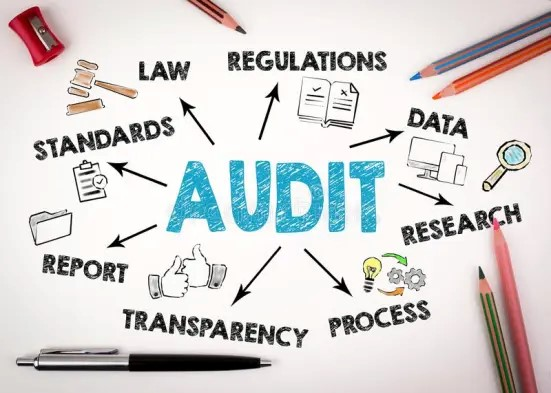 LAW
REGULATIONS
STANDARDS
DATA
AUDIT
RESEARCH
REPORT
TRANSPARENCY
PROCESS